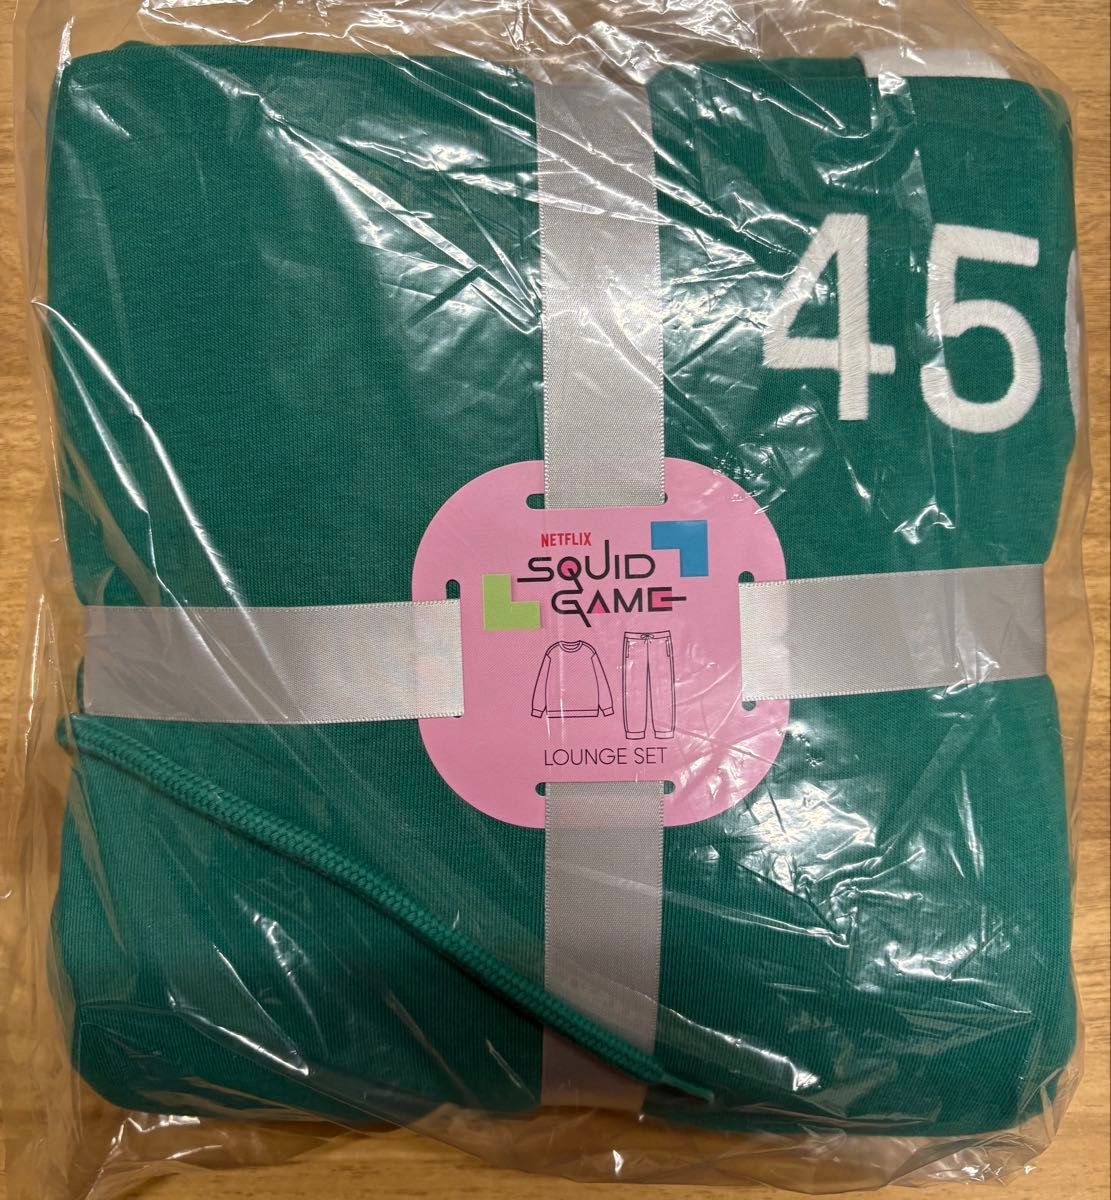 45
NETFLIX
SQUID
GAME
LOUNGE SET